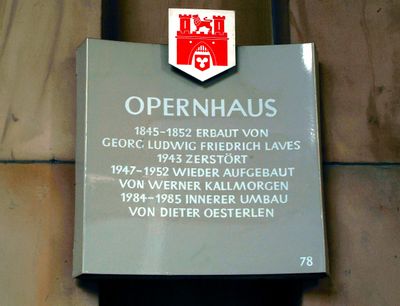 OPERNHAUS
1845-1852 ERBAUT VON
GEORG LUDWIG FRIEDRICH LAVES
1943 ZERSTÖRT
1947-1952 WIEDER AUFGEBAUT
VON WERNER KALLMORGEN
1984-1985 INNERER UMBAU
VON DIETER OESTERLEN
78